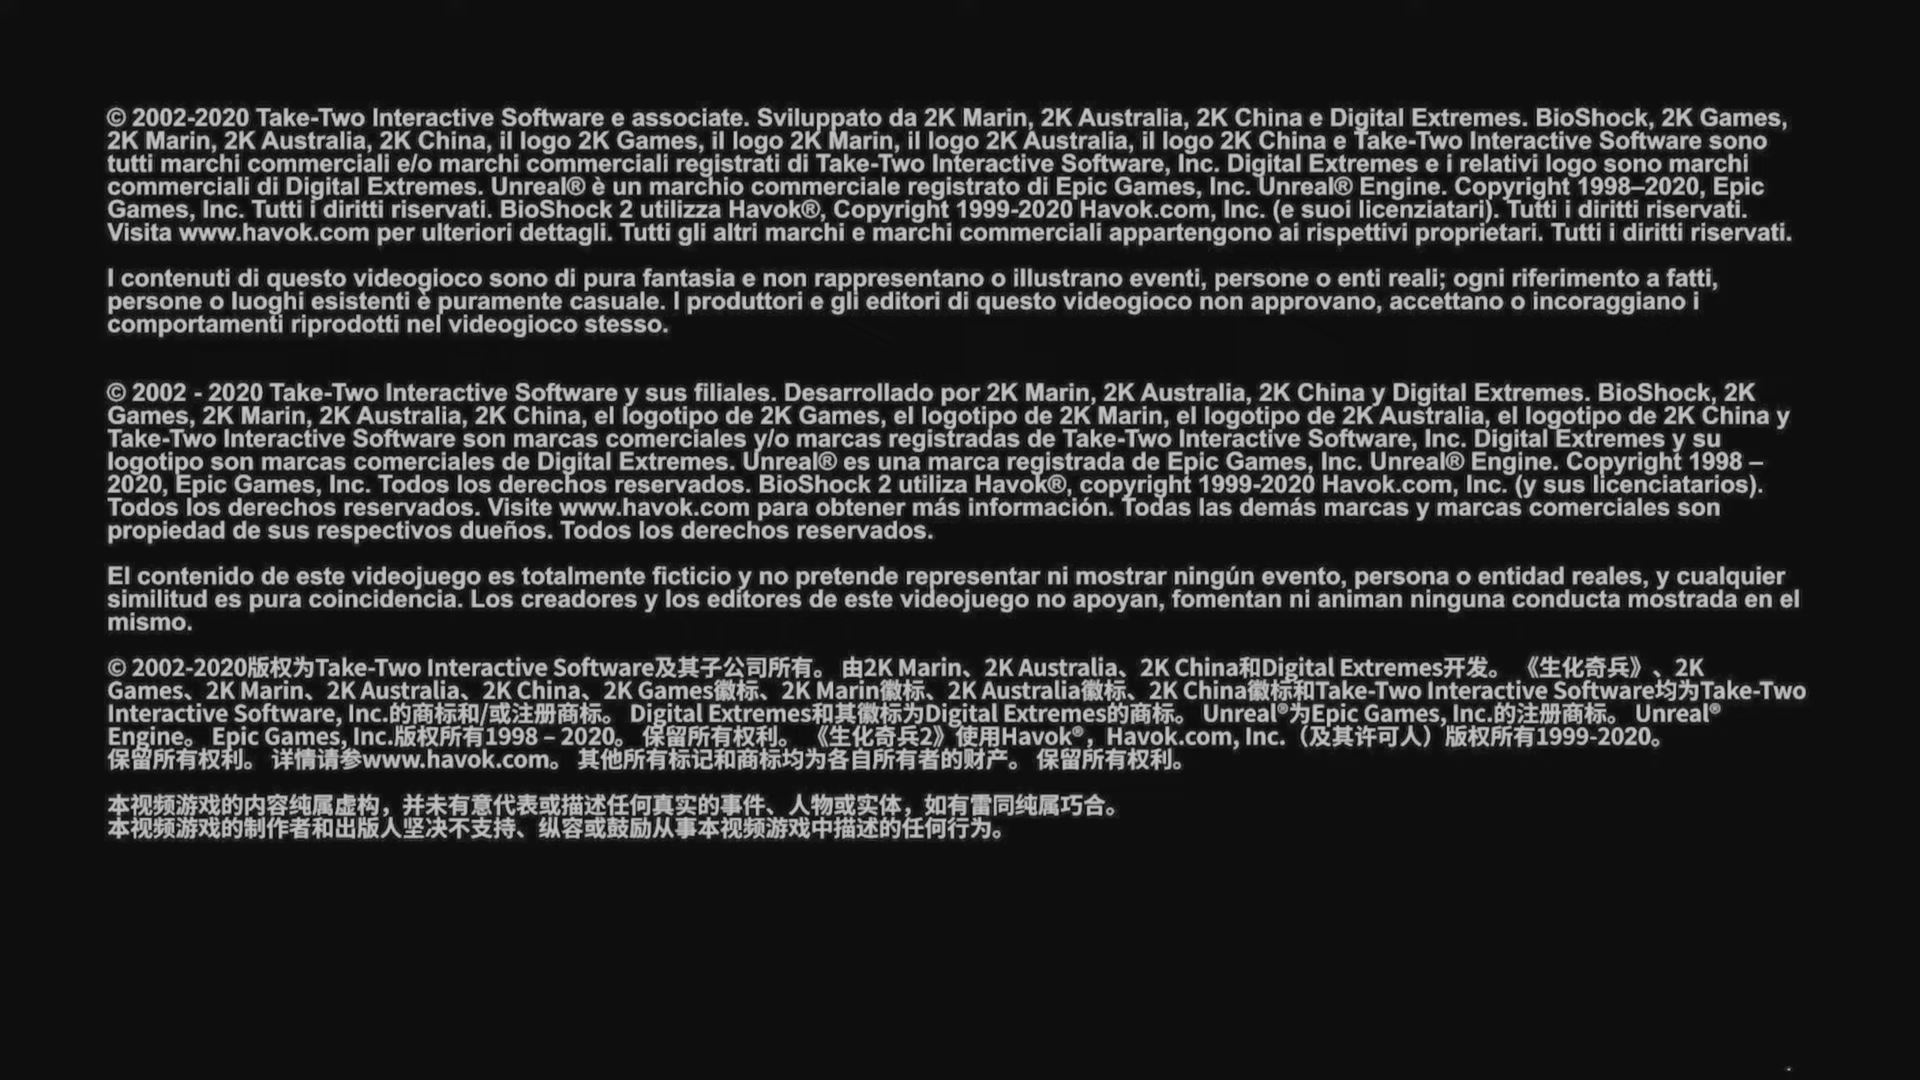 © 2002-2020 Take-Two Interactive Software e associate. Sviluppato da 2K Marin, 2K Australia, 2K China e Digital Extremes. BioShock, 2K Games,
2K Marin, 2K Australia, 2K China, il logo 2K Games, il logo 2K Marin, il logo 2K Australia, il logo 2K China e Take-Two Interactive Software sono
tutti marchi commerciali e/o marchi commerciali registrati di Take-Two Interactive Software, Inc. Digital Extremes e i relativi logo sono marchi
commerciali di Digital Extremes. Unreal® è un marchio commerciale registrato di Epic Games, Inc. Unreal® Engine. Copyright 1998–2020, Epic
Games, Inc. Tutti i diritti riservati. BioShock 2 utilizza Havok®, Copyright 1999-2020 Havok.com, Inc. (e suoi licenziatari). Tutti i diritti riservati.
Visita www.havok.com per ulteriori dettagli. Tutti gli altri marchi e marchi commerciali appartengono ai rispettivi proprietari. Tutti i diritti riservati.
I contenuti di questo videogioco sono di pura fantasia e non rappresentano o illustrano eventi, persone o enti reali; ogni riferimento a fatti,
persone o luoghi esistenti è puramente casuale. I produttori e gli editori di questo videogioco non approvano, accettano o incoraggiano i
comportamenti riprodotti nel videogioco stesso.
© 2002 - 2020 Take-Two Interactive Software y sus filiales. Desarrollado por 2K Marin, 2K Australia, 2K China y Digital Extremes. BioShock, 2K
Games, 2K Marin, 2K Australia, 2K China, el logotipo de 2K Games, el logotipo de 2K Marin, el logotipo de 2K Australia, el logotipo de 2K China y
Take-Two Interactive Software son marcas comerciales y/o marcas registradas de Take-Two Interactive Software, Inc. Digital Extremes y su
logotipo son marcas comerciales de Digital Extremes. Unreal® es una marca registrada de Epic Games, Inc. Unreal® Engine. Copyright 1998 –
2020, Epic Games, Inc. Todos los derechos reservados. BioShock 2 utiliza Havok®, copyright 1999-2020 Havok.com, Inc. (y sus licenciatarios).
Todos los derechos reservados. Visite www.havok.com para obtener más información. Todas las demás marcas y marcas comerciales son
propiedad de sus respectivos dueños. Todos los derechos reservados.
El contenido de este videojuego es totalmente ficticio y no pretende representar ni mostrar ningún evento, persona o entidad reales, y cualquier
similitud es pura coincidencia. Los creadores y los editores de este videojuego no apoyan, fomentan ni animan ninguna conducta mostrada en el
mismo.
© 2002-2020版权为Take-Two Interactive Software及其子公司所有。 由2K Marin、2K Australia、2K China和Digital Extremes开发。 《生化奇兵》、2K
Games、2K Marin、2K Australia、2K China、2K Games徽标、2K Marin徽标、2K Australia徽标、2K China徽标和Take-Two Interactive Software均为Take-Two
Interactive Software, Inc.的商标和/或注册商标。 Digital Extremes和其徽标为Digital Extremes的商标。 Unreal®为Epic Games, Inc.的注册商标。 Unreal®
Engine。 Epic Games, Inc.版权所有1998 – 2020。 保留所有权利。 《生化奇兵2》使用Havok®，Havok.com, Inc.（及其许可人）版权所有1999-2020。
保留所有权利。 详情请参www.havok.com。 其他所有标记和商标均为各自所有者的财产。 保留所有权利。
本视频游戏的内容纯属虚构，并未有意代表或描述任何真实的事件、人物或实体，如有雷同纯属巧合。
本视频游戏的制作者和出版人坚决不支持、纵容或鼓励从事本视频游戏中描述的任何行为。